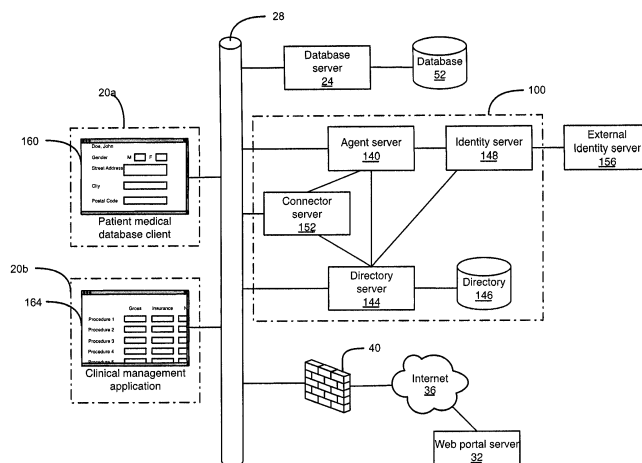 28
Database
server
24
Database
52
20a
100
160
Doe, John
Gender M F
Street Address
City
Postal Code
Patient medical
database client
Agent server
140
Identity server
148
External
Identity server
156
Connector
server
152
20b
164
Gross Insurance
Procedure 1
Procedure 2
Procedure 3
Procedure 4
Clinical management
application
Directory
server
144
Directory
146
40
Internet
36
Web portal server
32